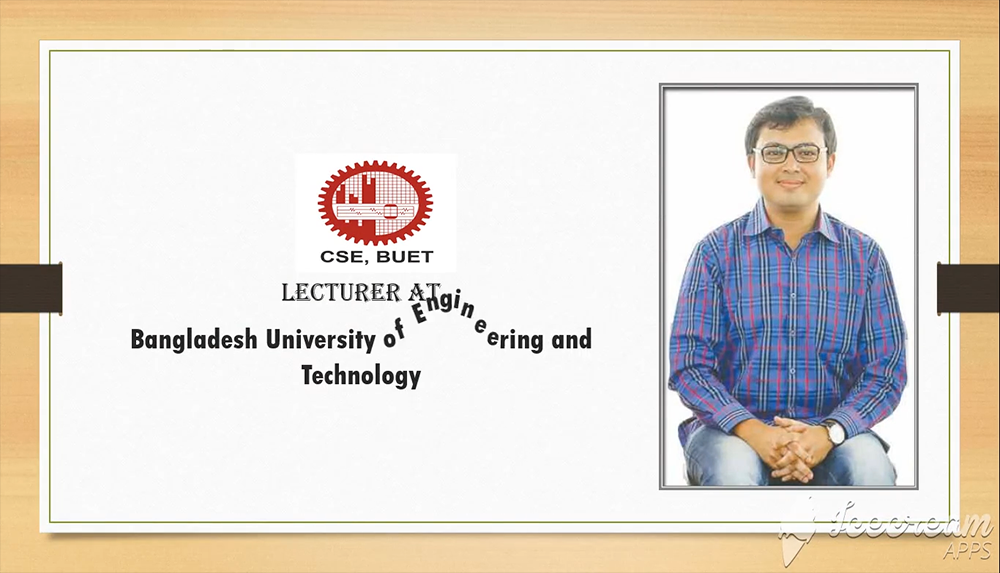 CSE, BUET
LECTURER AT
Bangladesh University of Engineering and
Technology
Icecream
APPS